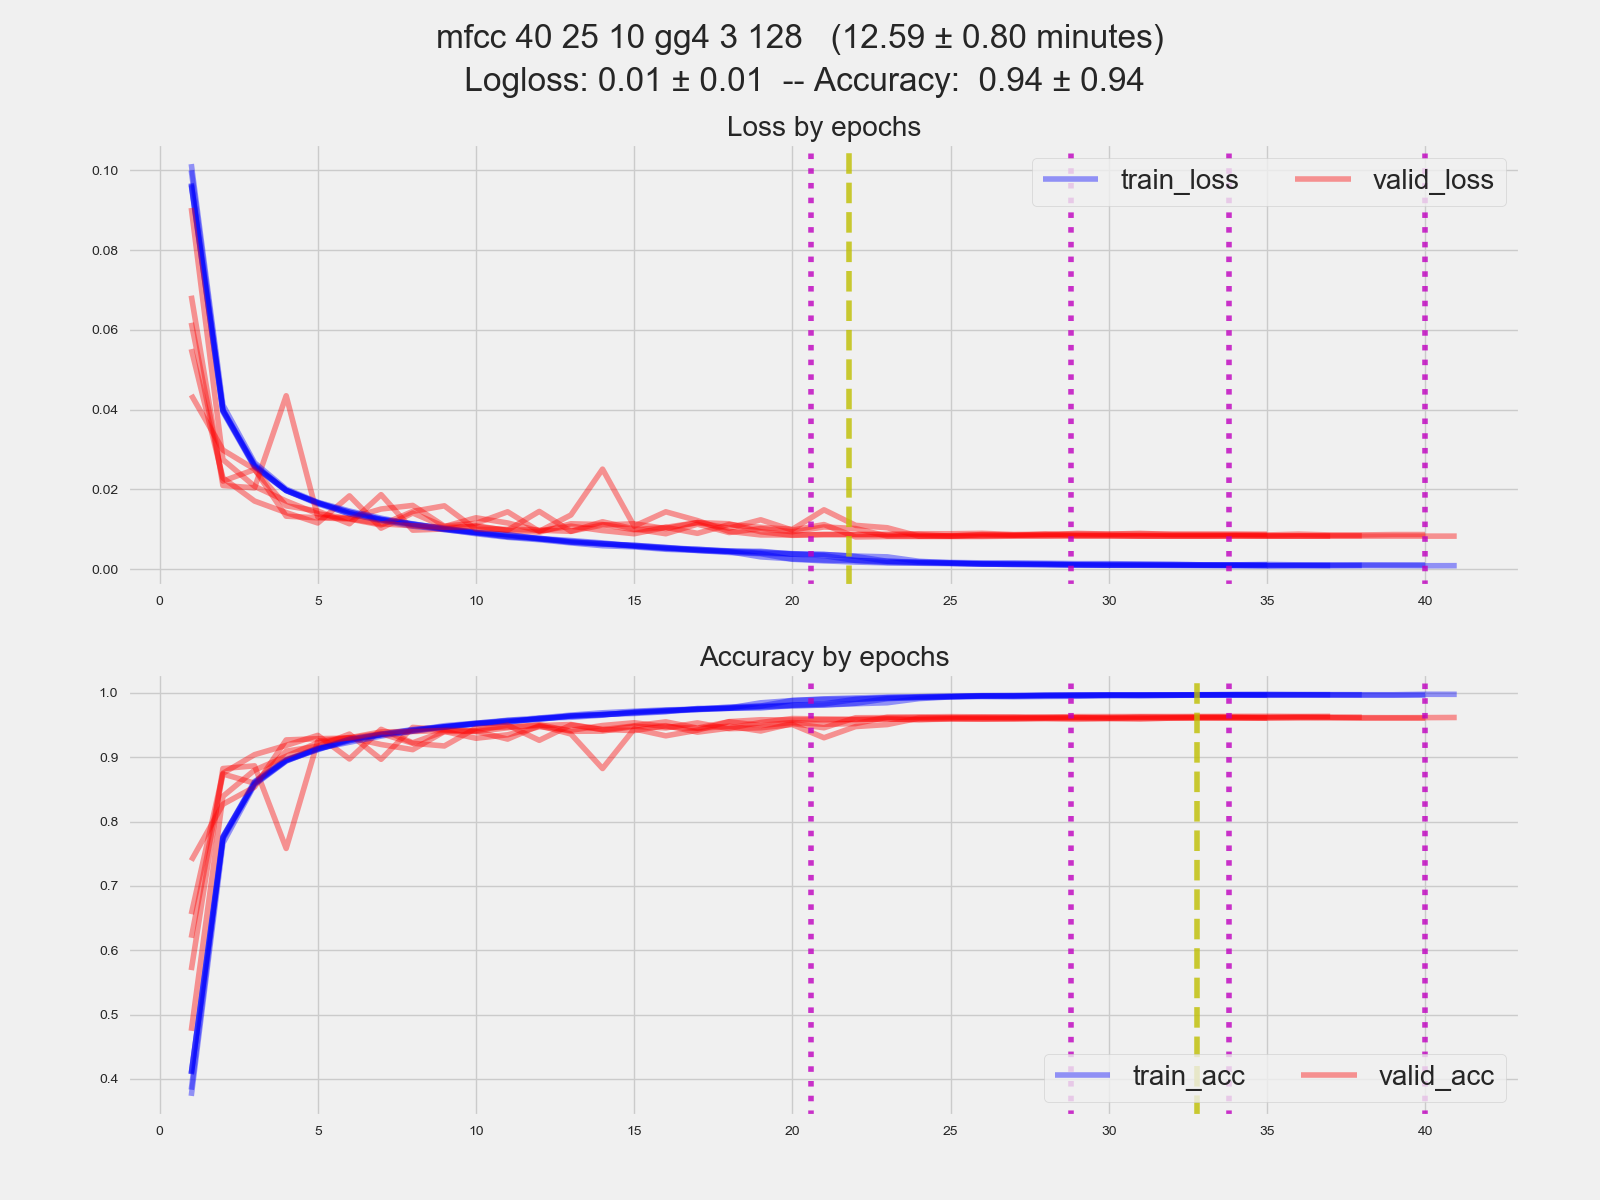 mfcc 40 25 10 gg4 3 128   (12.59 ± 0.80 minutes)
Logloss: 0.01 ± 0.01  -- Accuracy:  0.94 ± 0.94
Loss by epochs
train_loss valid_loss
0.10
0.08
0.06
0.04
0.02
0.00
0 5 10 15 20 25 30 35 40
Accuracy by epochs
1.0
0.9
0.8
0.7
0.6
0.5
0.4
train_acc valid_acc
0 5 10 15 20 25 30 35 40